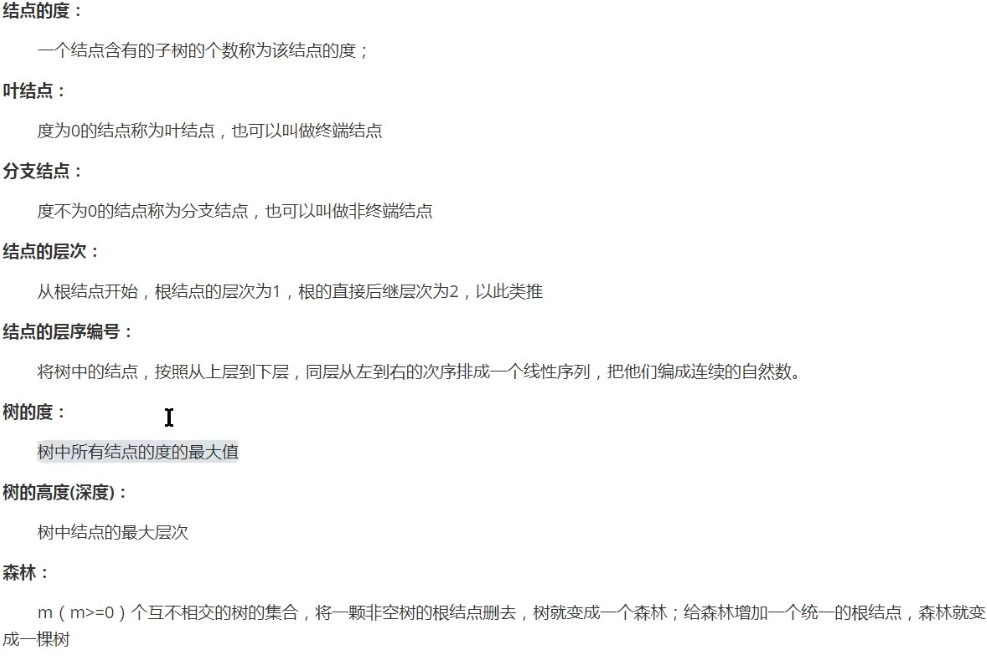 结点的度：
一个结点含有的子树的个数称为该结点的度；
叶结点：
度为0的结点称为叶结点，也可以叫做终端结点
分支结点：
度不为0的结点称为分支结点，也可以叫做非终端结点
结点的层次：
从根结点开始，根结点的层次为1，根的直接后继层次为2，以此类推
结点的层序编号：
将树中的结点，按照从上层到下层，同层从左到右的次序排成一个线性序列，把他们编成连续的自然数。
树的度：
树中所有结点的度的最大值
树的高度(深度)：
树中结点的最大层次
森林：
m（m>=0）个互不相交的树的集合，将一颗非空树的根结点删去，树就变成一个森林；给森林增加一个统一的根结点，森林就变
成一棵树